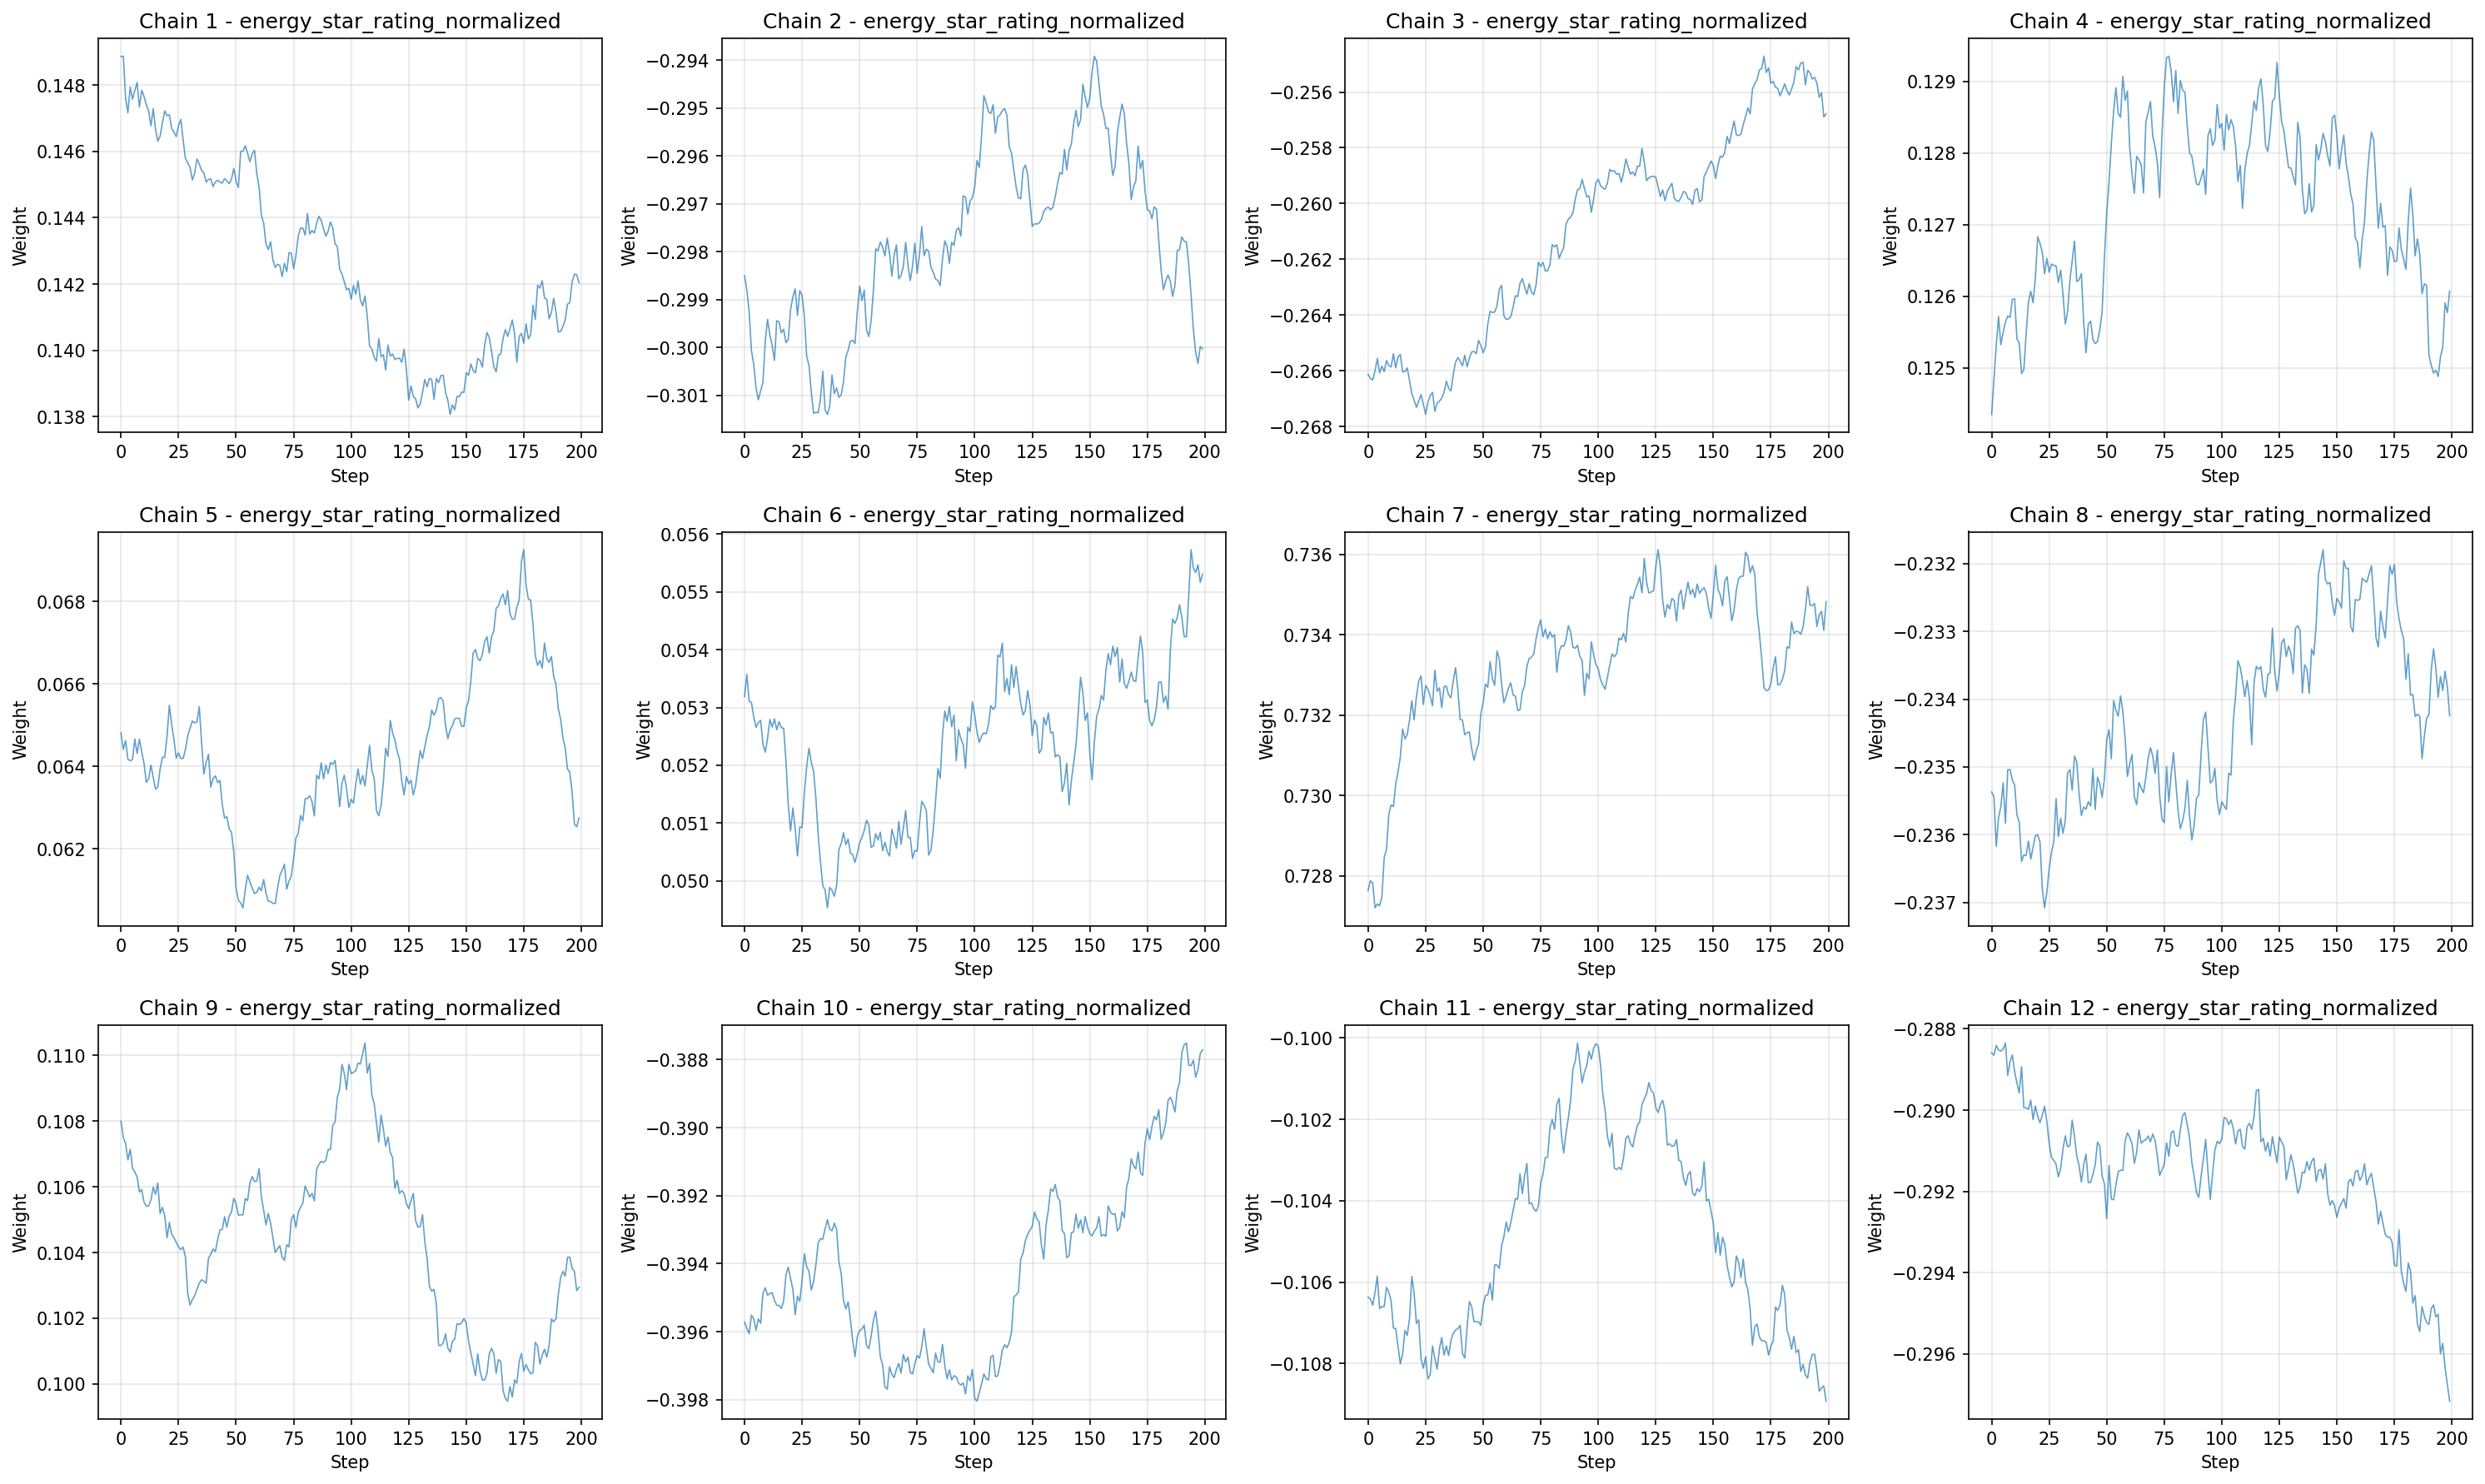 Chain 1 - energy_star_rating_normalized
Weight
0.148
0.146
0.144
0.142
0.140
0.138
0 25 50 75 100 125 150 175 200
Step
Chain 2 - energy_star_rating_normalized
Weight
−0.294
−0.295
−0.296
−0.297
−0.298
−0.299
−0.300
−0.301
0 25 50 75 100 125 150 175 200
Step
Chain 3 - energy_star_rating_normalized
Weight
−0.256
−0.258
−0.260
−0.262
−0.264
−0.266
−0.268
0 25 50 75 100 125 150 175 200
Step
Chain 4 - energy_star_rating_normalized
Weight
0.129
0.128
0.127
0.126
0.125
0 25 50 75 100 125 150 175 200
Step
Chain 5 - energy_star_rating_normalized
Weight
0.068
0.066
0.064
0.062
0 25 50 75 100 125 150 175 200
Step
Chain 6 - energy_star_rating_normalized
Weight
0.056
0.055
0.054
0.053
0.052
0.051
0.050
0 25 50 75 100 125 150 175 200
Step
Chain 7 - energy_star_rating_normalized
Weight
0.736
0.734
0.732
0.730
0.728
0 25 50 75 100 125 150 175 200
Step
Chain 8 - energy_star_rating_normalized
Weight
−0.232
−0.233
−0.234
−0.235
−0.236
−0.237
0 25 50 75 100 125 150 175 200
Step
Chain 9 - energy_star_rating_normalized
Weight
0.110
0.108
0.106
0.104
0.102
0.100
0 25 50 75 100 125 150 175 200
Step
Chain 10 - energy_star_rating_normalized
Weight
−0.388
−0.390
−0.392
−0.394
−0.396
−0.398
0 25 50 75 100 125 150 175 200
Step
Chain 11 - energy_star_rating_normalized
Weight
−0.100
−0.102
−0.104
−0.106
−0.108
0 25 50 75 100 125 150 175 200
Step
Chain 12 - energy_star_rating_normalized
Weight
−0.288
−0.290
−0.292
−0.294
−0.296
0 25 50 75 100 125 150 175 200
Step